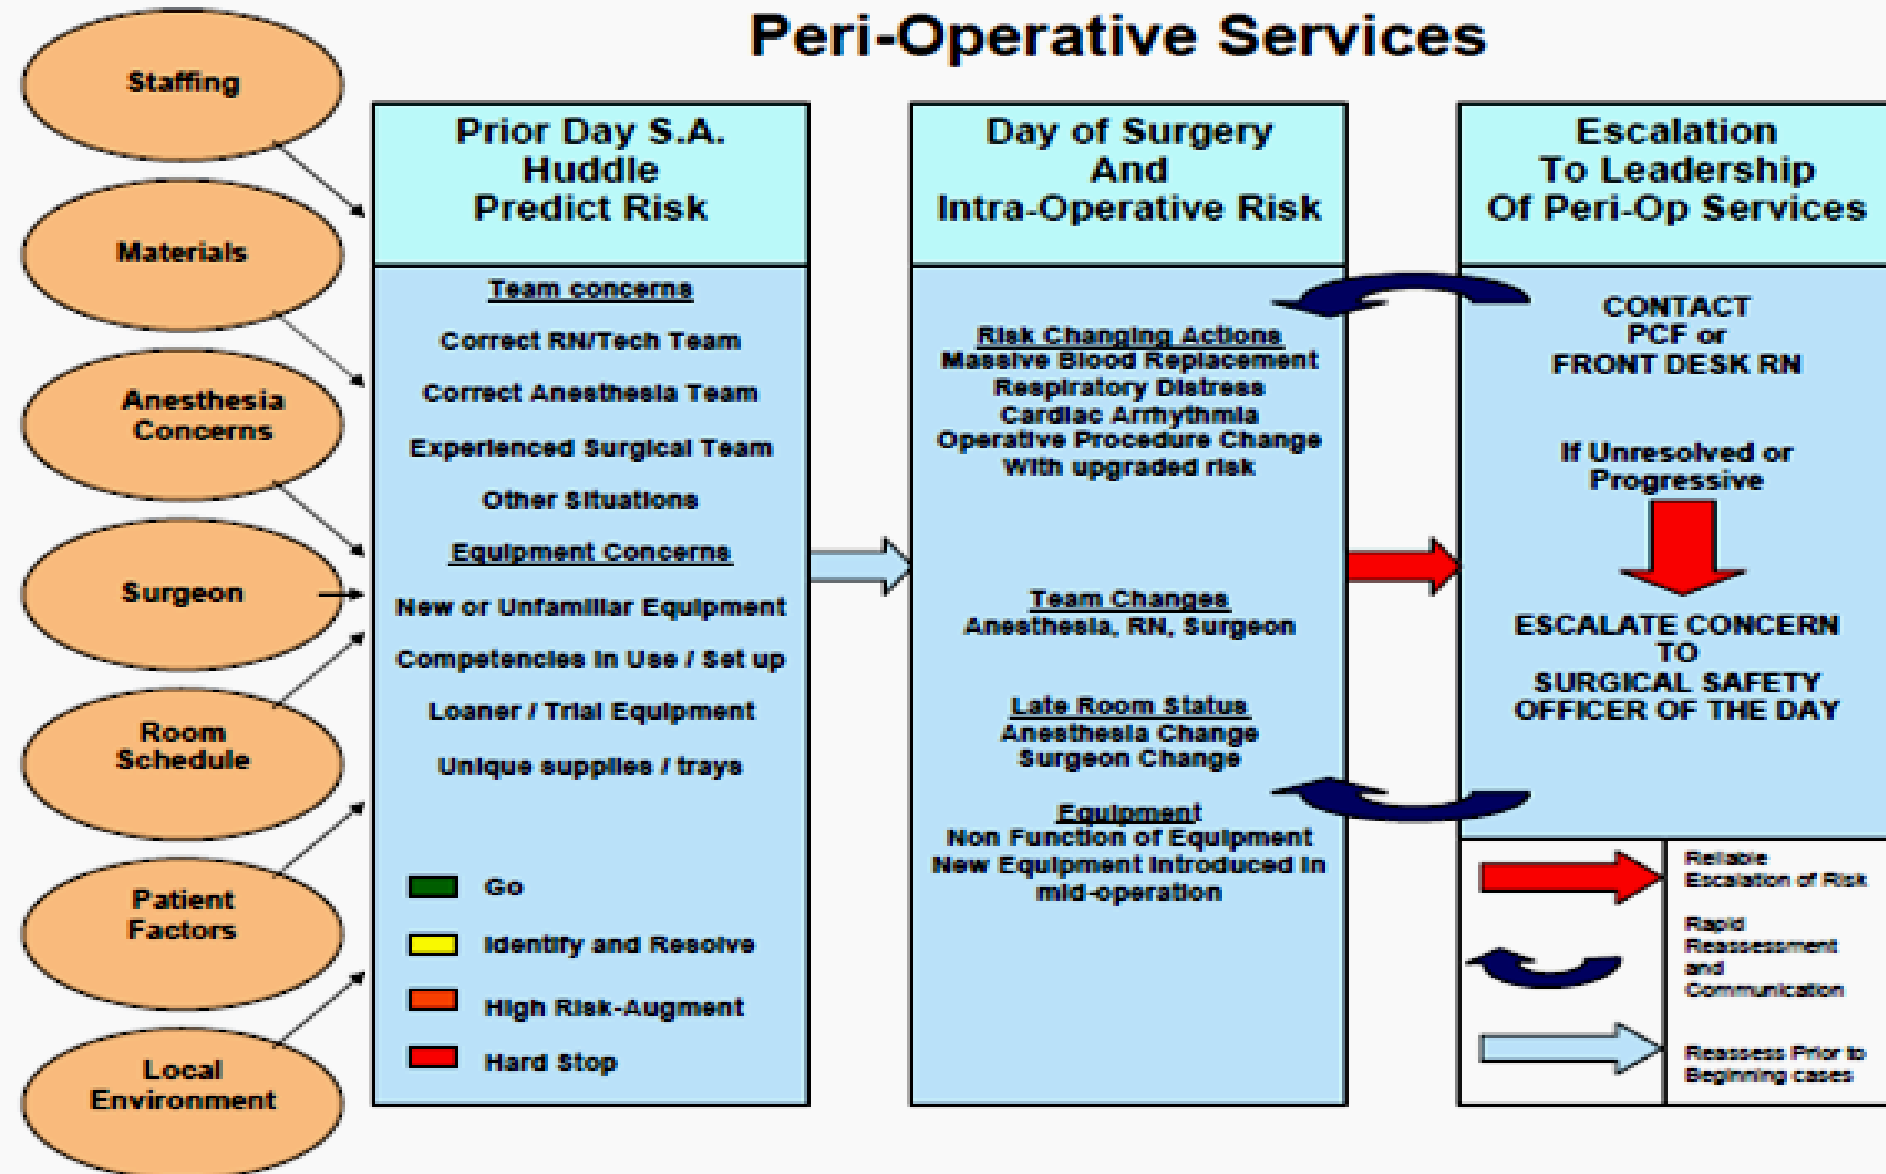 Peri-Operative Services
Staffing
Materials
Anesthesia
Concerns
Surgeon
Room
Schedule
Patient
Factors
Local
Environment
Prior Day S.A.
Huddle
Predict Risk
Team concerns
Correct RN/Tech Team
Correct Anesthesia Team
Experienced Surgical Team
Other Situations
Equipment Concerns
New or Unfamiliar Equipment
Competencies in Use / Set up
Loaner / Trial Equipment
Unique supplies / trays
Go
Identify and Resolve
High Risk-Augment
Hard Stop
Day of Surgery
And
Intra-Operative Risk
Risk Changing Actions
Massive Blood Replacement
Respiratory Distress
Cardiac Arrhythmia
Operative Procedure Change
With upgraded risk
Team Changes
Anesthesia, RN, Surgeon
Late Room Status
Anesthesia Change
Surgeon Change
Equipment
Non Function of Equipment
New Equipment Introduced in
mid-operation
Escalation
To Leadership
Of Peri-Op Services
CONTACT
PCF or
FRONT DESK RN
If Unresolved or
Progressive
ESCALATE CONCERN
TO
SURGICAL SAFETY
OFFICER OF THE DAY
Reliable
Escalation of Risk
Rapid
Reassessment
and
Communication
Reassess Prior to
Beginning cases